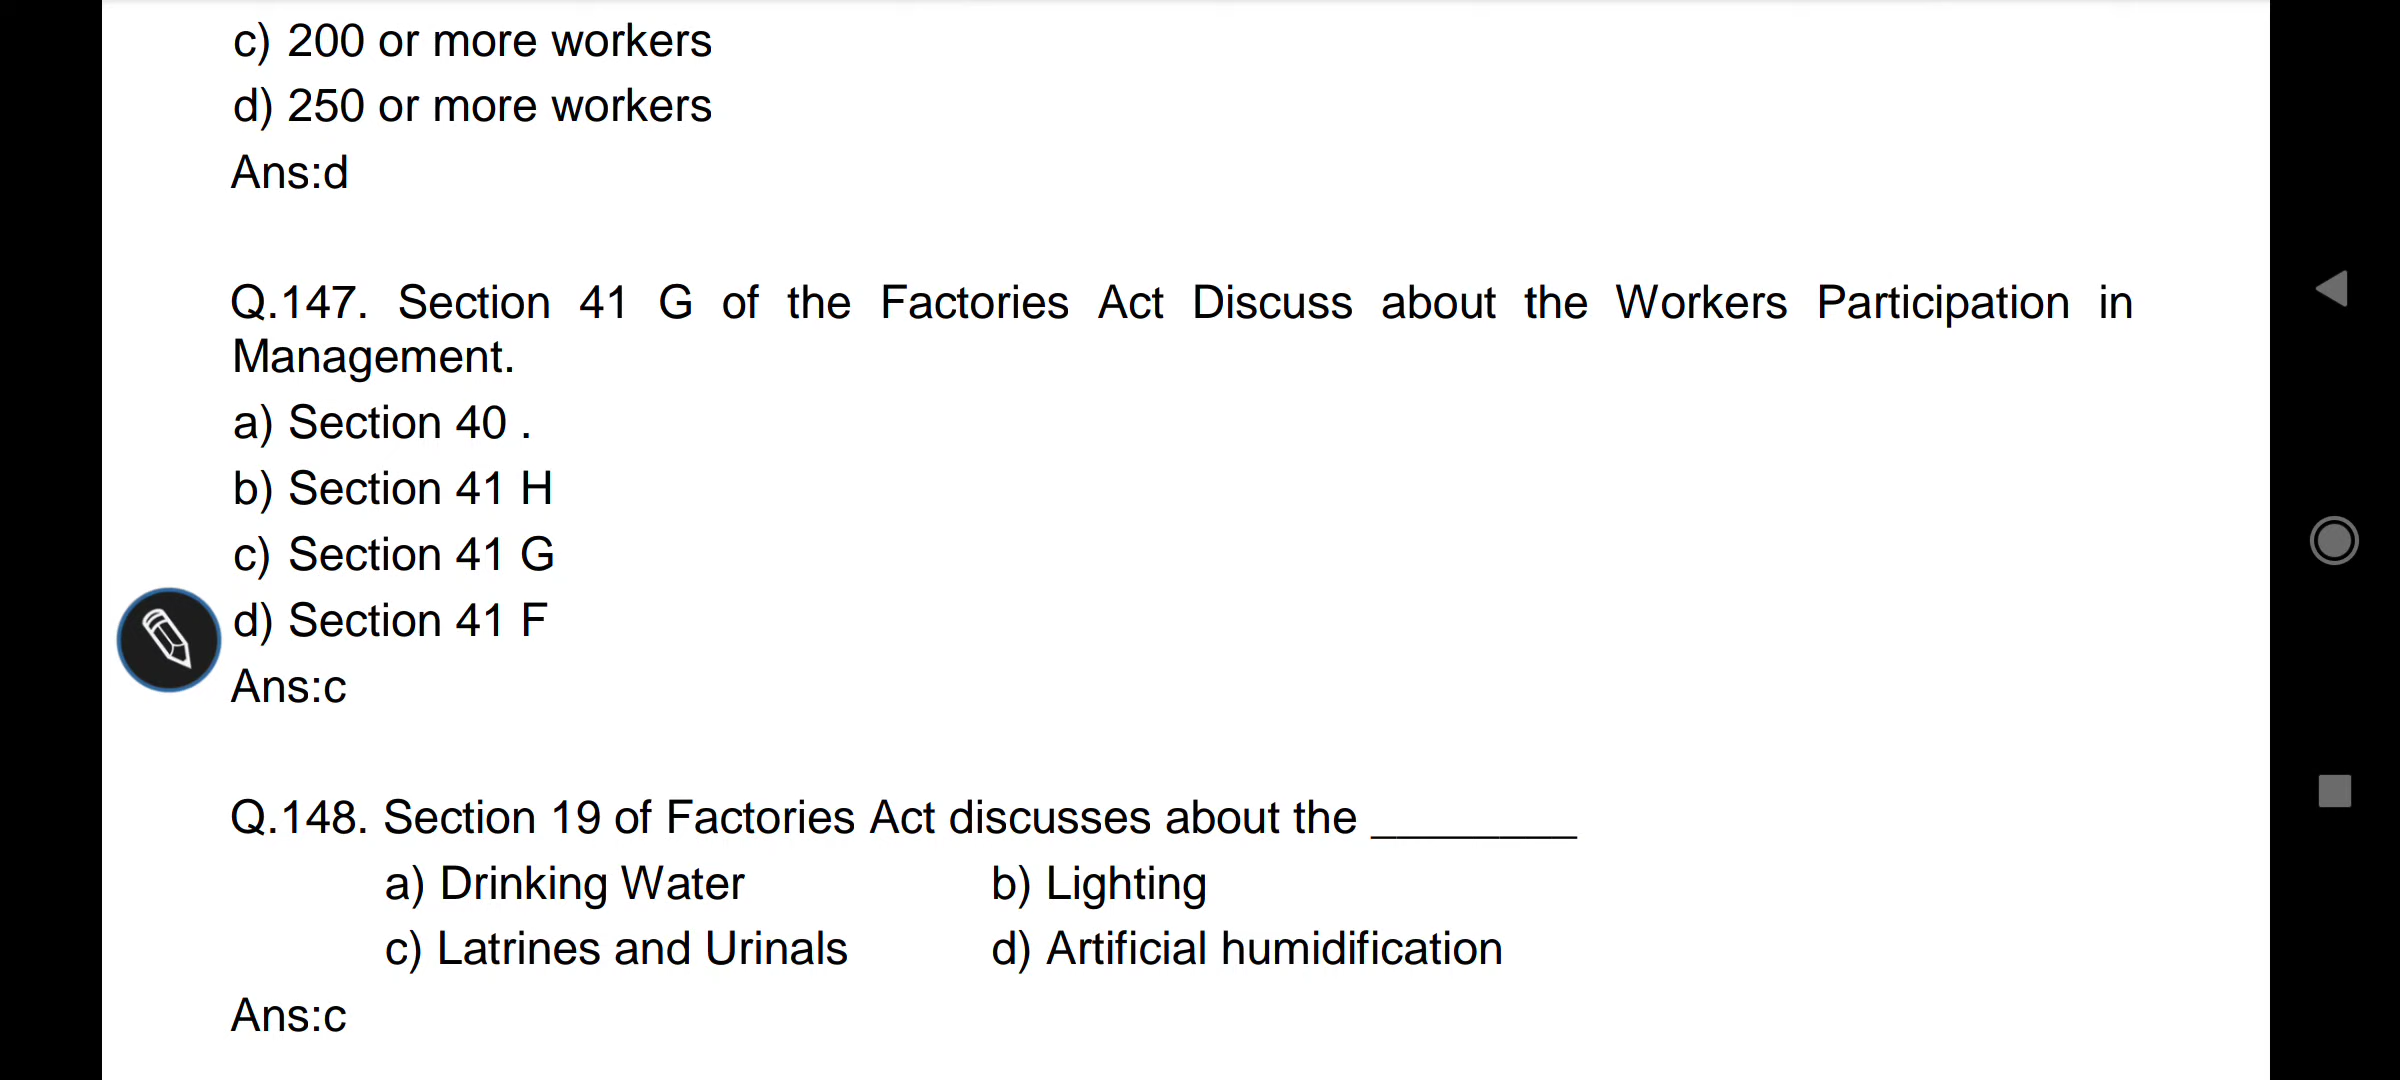 c) 200 or more workers
d) 250 or more workers
Ans:d
Q.147. Section 41 G of the Factories Act Discuss about the Workers Participation in
Management.
a) Section 40 .
b) Section 41 H
c) Section 41 G
d) Section 41 F
Ans:c
Q.148. Section 19 of Factories Act discusses about the ________
a) Drinking Water b) Lighting
c) Latrines and Urinals d) Artificial humidification
Ans:c